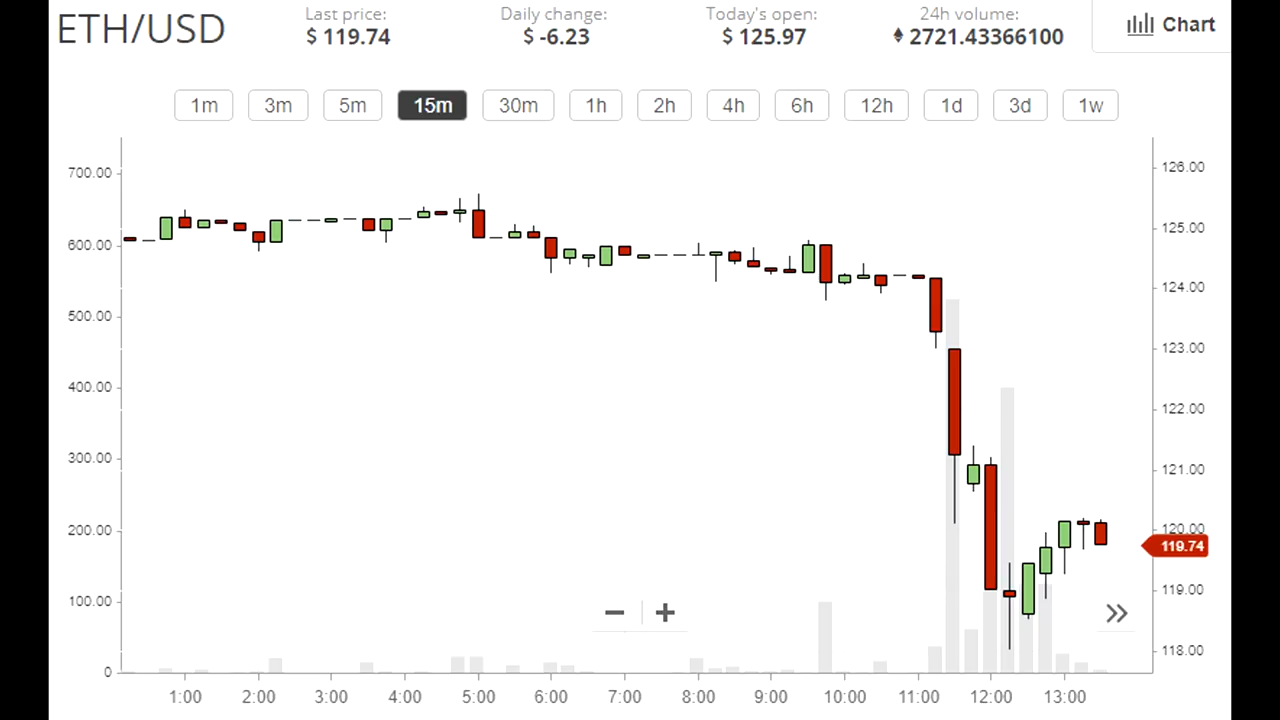 ETH/USD
Last price:
$ 119.74
Daily change:
$ -6.23
Today's open:
$ 125.97
24h volume:
2721.43366100
Chart
1m 3m 5m 15m 30m 1h 2h 4h 6h 12h 1d 3d 1w
700.00
600.00
500.00
400.00
300.00
200.00
100.00
0
126.00
125.00
124.00
123.00
122.00
121.00
120.00
119.74
119.00
118.00
1:00 2:00 3:00 4:00 5:00 6:00 7:00 8:00 9:00 10:00 11:00 12:00 13:00